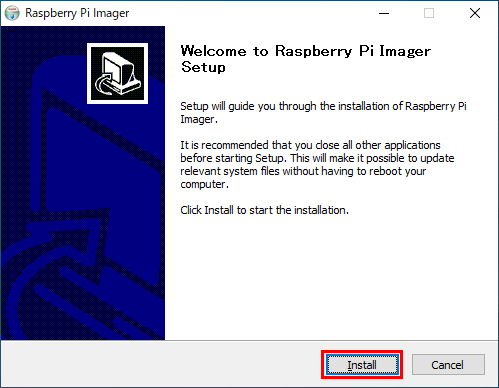 Raspberry Pi Imager
Welcome to Raspberry Pi Imager
Setup
Setup will guide you through the installation of Raspberry Pi
Imager.
It is recommended that you close all other applications
before starting Setup. This will make it possible to update
relevant system files without having to reboot your
computer.
Click Install to start the installation.
Install
Cancel